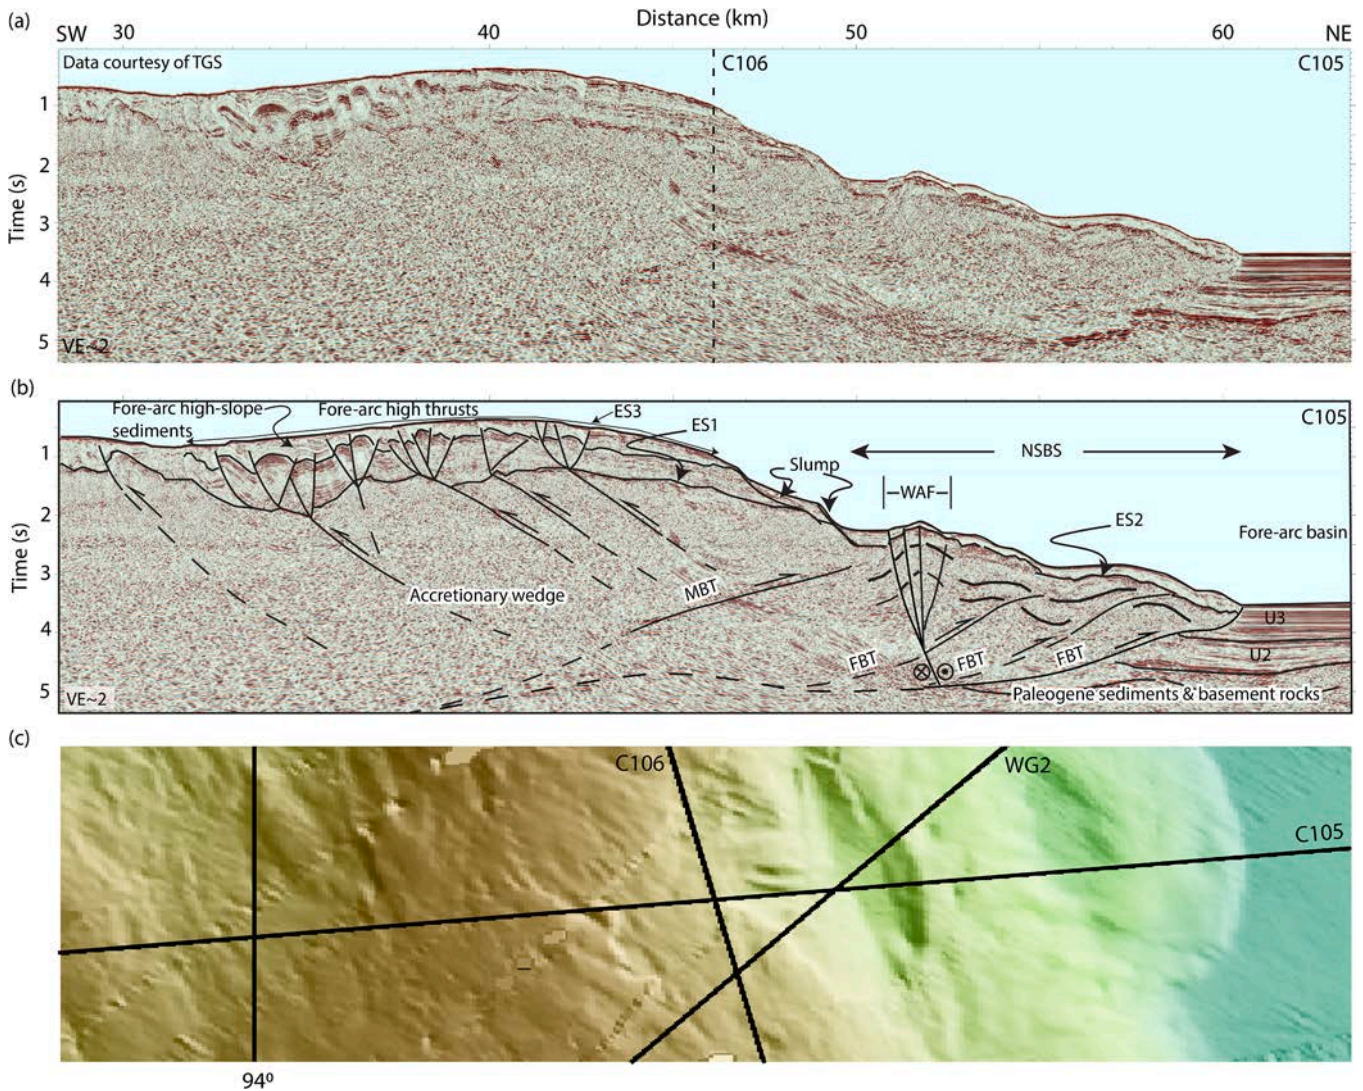 (a)
Distance (km)
SW 30 40 50 60 NE
Data courtesy of TGS
C106
C105
1
2
3
4
5
Time (s)
VE~2
(b)
Fore-arc high-slope
sediments
Fore-arc high thrusts
ES3
ES1
C105
NSBS
Slump
WAF
ES2
Fore-arc basin
1
2
3
4
5
Time (s)
MBT
Accretionary wedge
FBT
FBT
FBT
U3
U2
Paleogene sediments & basement rocks
VE~2
(c)
C106
WG2
C105
94⁰